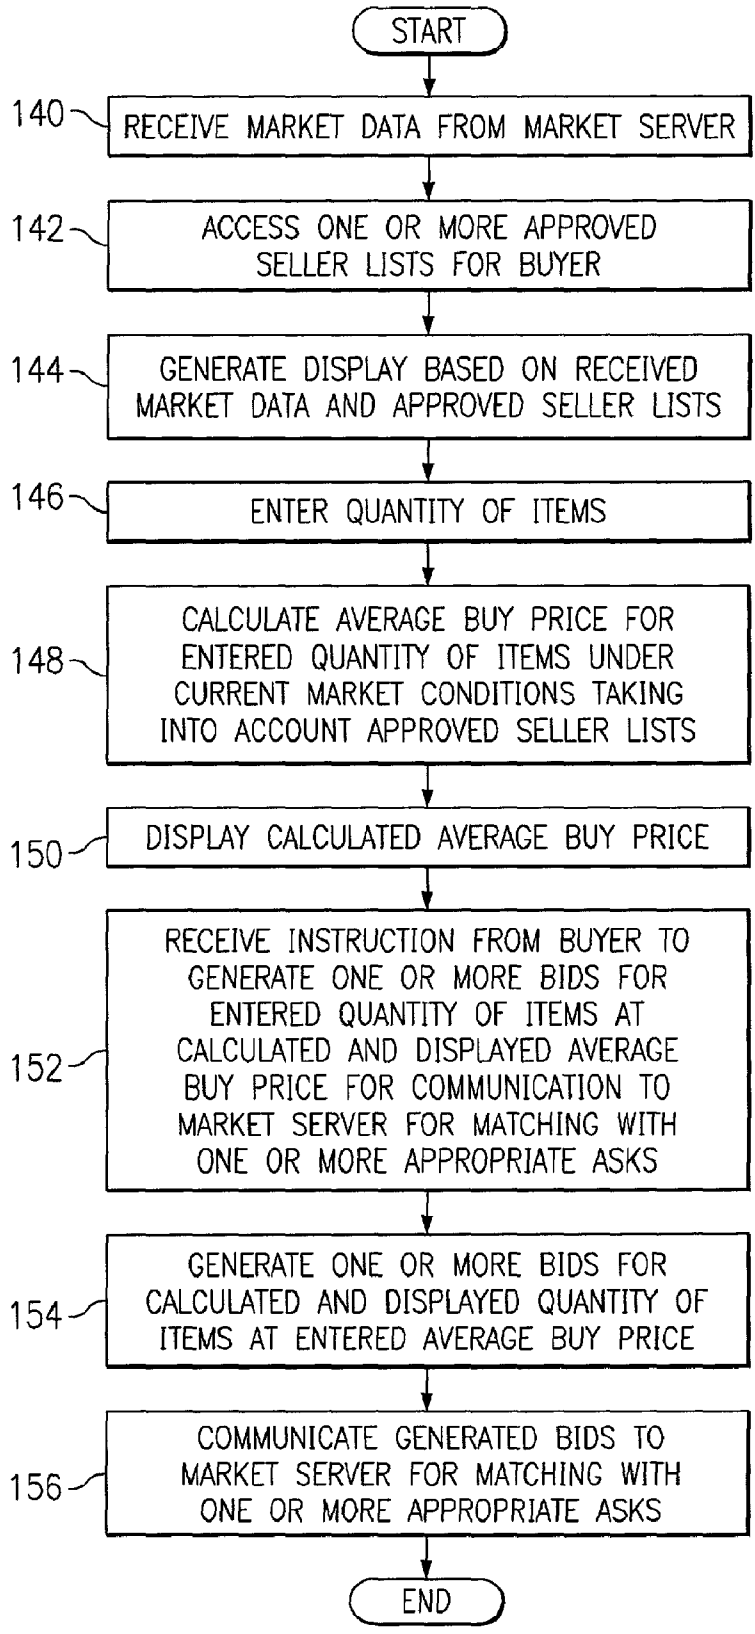 START
140
RECEIVE MARKET DATA FROM MARKET SERVER
142
ACCESS ONE OR MORE APPROVED
SELLER LISTS FOR BUYER
144
GENERATE DISPLAY BASED ON RECEIVED
MARKET DATA AND APPROVED SELLER LISTS
146
ENTER QUANTITY OF ITEMS
148
CALCULATE AVERAGE BUY PRICE FOR
ENTERED QUANTITY OF ITEMS UNDER
CURRENT MARKET CONDITIONS TAKING
INTO ACCOUNT APPROVED SELLER LISTS
150
DISPLAY CALCULATED AVERAGE BUY PRICE
152
RECEIVE INSTRUCTION FROM BUYER TO
GENERATE ONE OR MORE BIDS FOR
ENTERED QUANTITY OF ITEMS AT
CALCULATED AND DISPLAYED AVERAGE
BUY PRICE FOR COMMUNICATION TO
MARKET SERVER FOR MATCHING WITH
ONE OR MORE APPROPRIATE ASKS
154
GENERATE ONE OR MORE BIDS FOR
CALCULATED AND DISPLAYED QUANTITY OF
ITEMS AT ENTERED AVERAGE BUY PRICE
156
COMMUNICATE GENERATED BIDS TO
MARKET SERVER FOR MATCHING WITH
ONE OR MORE APPROPRIATE ASKS
END